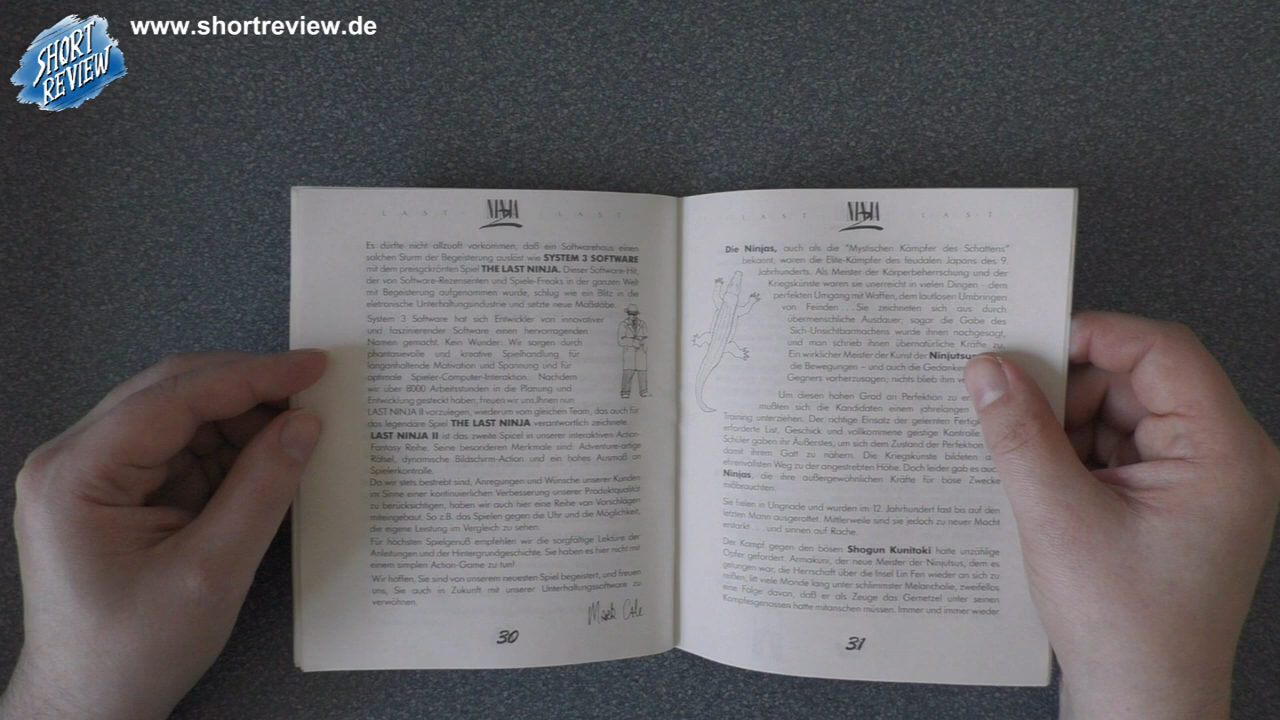 www.shortreview.de
SHORT
REVIEW
LAST NINJA 2 LAST
Es dürfte nicht allzuoft vorkommen, daß ein Softwarehaus einen
solchen Sturm der Begeisterung auslöst wie SYSTEM 3 SOFTWARE
mit dem preisgekrönten Spiel THE LAST NINJA. Dieser Software-Hit,
der von Software-Rezensenten und Spiele-Freaks in der ganzen Welt
mit Begeisterung aufgenommen wurde, schlug wie ein Blitz in die
eletronische Unterhaltungsindustrie und setzte neue Maßstäbe.
System 3 Software hat sich Entwickler von innovativer
und faszinierender Software einen hervorragenden
Namen gemacht. Kein Wunder: Wir sorgen durch
phantasievolle und kreative Spielhandlung für
langanhaltende Motivation und Spannung und für
optimale Spieler-Computer-Interaktion. Nachdem
wir über 8000 Arbeitsstunden in die Planung und
Entwicklung gesteckt haben, freuen wir uns,Ihnen nun
LAST NINJA II vorzulegen, wiederum vom gleichen Team, das auch für
das legendäre Spiel THE LAST NINJA verantwortlich zeichnete.
LAST NINJA II ist das zweite Spicel in unserer interaktiven Action-
Fantasy Reihe. Seine besonderen Merkmale sind: Adventure-artige
Rätsel, dynamische Bildschirm-Action und ein hohes Ausmaß an
Spielerkontrolle.
Da wir stets bestrebt sind, Anregungen und Wünsche unserer Kunden
im Sinne einer kontinuierlichen Verbesserung unserer Produktqualität
zu berücksichtigen, haben wir auch hier eine Reihe von Vorschlägen
miteingebaut. So z.B. das Spielen gegen die Uhr und die Möglichkeit,
die eigene Leistung im Vergleich zu sehen.
Für höchsten Spielgenuß empfehlen wir die sorgfältige Lektüre der
Anleitungen und der Hintergrundgeschichte. Sie haben es hier nicht mit
einem simplen Action-Game zu tun!
Wir hoffen, Sie sind von unserem neuesten Spiel begeistert, und freuen
uns, Sie auch in Zukunft mit unserer Unterhaltungssoftware zu
verwöhnen.
Mark Cale
30
LAST NINJA 2 LAST
Die Ninjas, auch als die "Mystischen Kämpfer des Schattens"
bekannt, waren die Elite-Kämpfer des feudalen Japans des 9.
Jahrhunderts. Als Meister der Körperbeherrschung und der
Kriegskünste waren sie unerreicht in vielen Dingen - dem
perfekten Umgang mit Waffen, dem lautlosen Umbringen
von Feinden. Sie zeichneten sich aus durch
übermenschliche Ausdauer; sogar die Gabe des
Sich-Unsichtbarmachens wurde ihnen nachgesagt,
und man schrieb ihnen übernatürliche Kräfte zu.
Ein wirklicher Meister der Kunst der Ninjutsu
die Bewegungen – und auch die Gedanken
Gegners vorherzusagen; nichts blieb ihm
Um diesen hohen Grad an Perfektion zu
mußten sich die Kandidaten einem jahrelangen
Training unterziehen. Der richtige Einsatz der gelernten
erforderte List, Geschick und vollkommene geistige Kontrolle.
Schüler gaben ihr Äußerstes, um sich dem Zustand der Perfektion
damit ihrem Gott zu nähern. Die Kriegskünste bildeten
ehrenvollsten Weg zu der angestrebten Höhe. Doch leider gab es auch
Ninjas, die ihre außergewöhnlichen Kräfte für böse Zwecke
mißbrauchten.
Sie freien in Ungnade und wurden im 12. Jahrhundert fast bis auf den
letzten Mann ausgerottet. Mittlerweile sind sie jedoch zu neuer Macht
erstarkt . . . und sinnen auf Rache.
Der Kampf gegen den bösen Shogun Kunitoki hatte unzählige
Opfer gefordert. Armakuni, der neue Meister der Ninjutsus, dem es
gelungen war, die Herrschaft über die Insel Lin Fen wieder an sich zu
reißen, litt viele Monde lang unter schlimmster Melancholie, zweifellos
eine Folge davon, daß er als Zeuge das Gemetzel unter seinen
Kampfesgenossen hatte mitansehen müssen. Immer und immer wieder
31